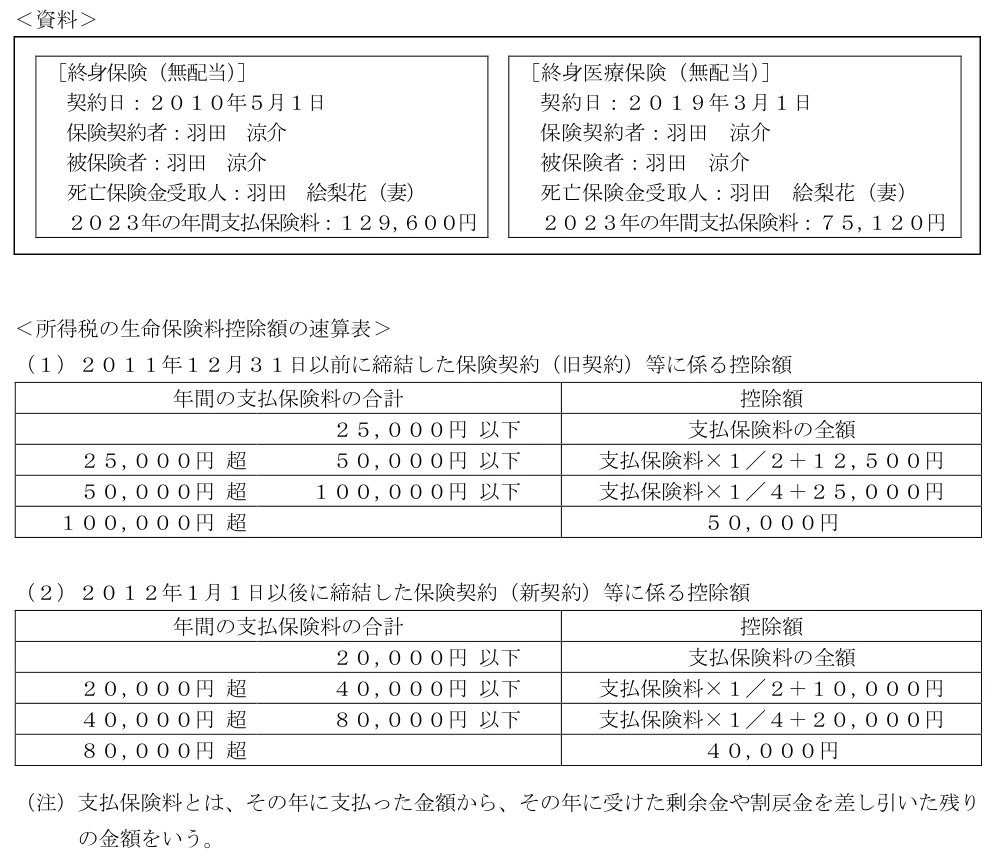 ＜資料＞
［終身保険（無配当）］
契約日：２０１０年５月１日
保険契約者：羽田　涼介
被保険者：羽田　涼介
死亡保険金受取人：羽田　絵梨花（妻）
２０２３年の年間支払保険料：１２９，６００円
［終身医療保険（無配当）］
契約日：２０１９年３月１日
保険契約者：羽田　涼介
被保険者：羽田　涼介
死亡保険金受取人：羽田　絵梨花（妻）
２０２３年の年間支払保険料：７５，１２０円
＜所得税の生命保険料控除額の速算表＞
（１）２０１１年１２月３１日以前に締結した保険契約（旧契約）等に係る控除額
年間の支払保険料の合計　控除額
２５，０００円 以下　支払保険料の全額
２５，０００円 超　５０，０００円 以下　支払保険料×１／２＋１２，５００円
５０，０００円 超　１００，０００円 以下　支払保険料×１／４＋２５，０００円
１００，０００円 超　５０，０００円
（２）２０１２年１月１日以後に締結した保険契約（新契約）等に係る控除額
年間の支払保険料の合計　控除額
２０，０００円 以下　支払保険料の全額
２０，０００円 超　４０，０００円 以下　支払保険料×１／２＋１０，０００円
４０，０００円 超　８０，０００円 以下　支払保険料×１／４＋２０，０００円
８０，０００円 超　４０，０００円
（注）支払保険料とは、その年に支払った金額から、その年に受けた剰余金や割戻金を差し引いた残り
の金額をいう。